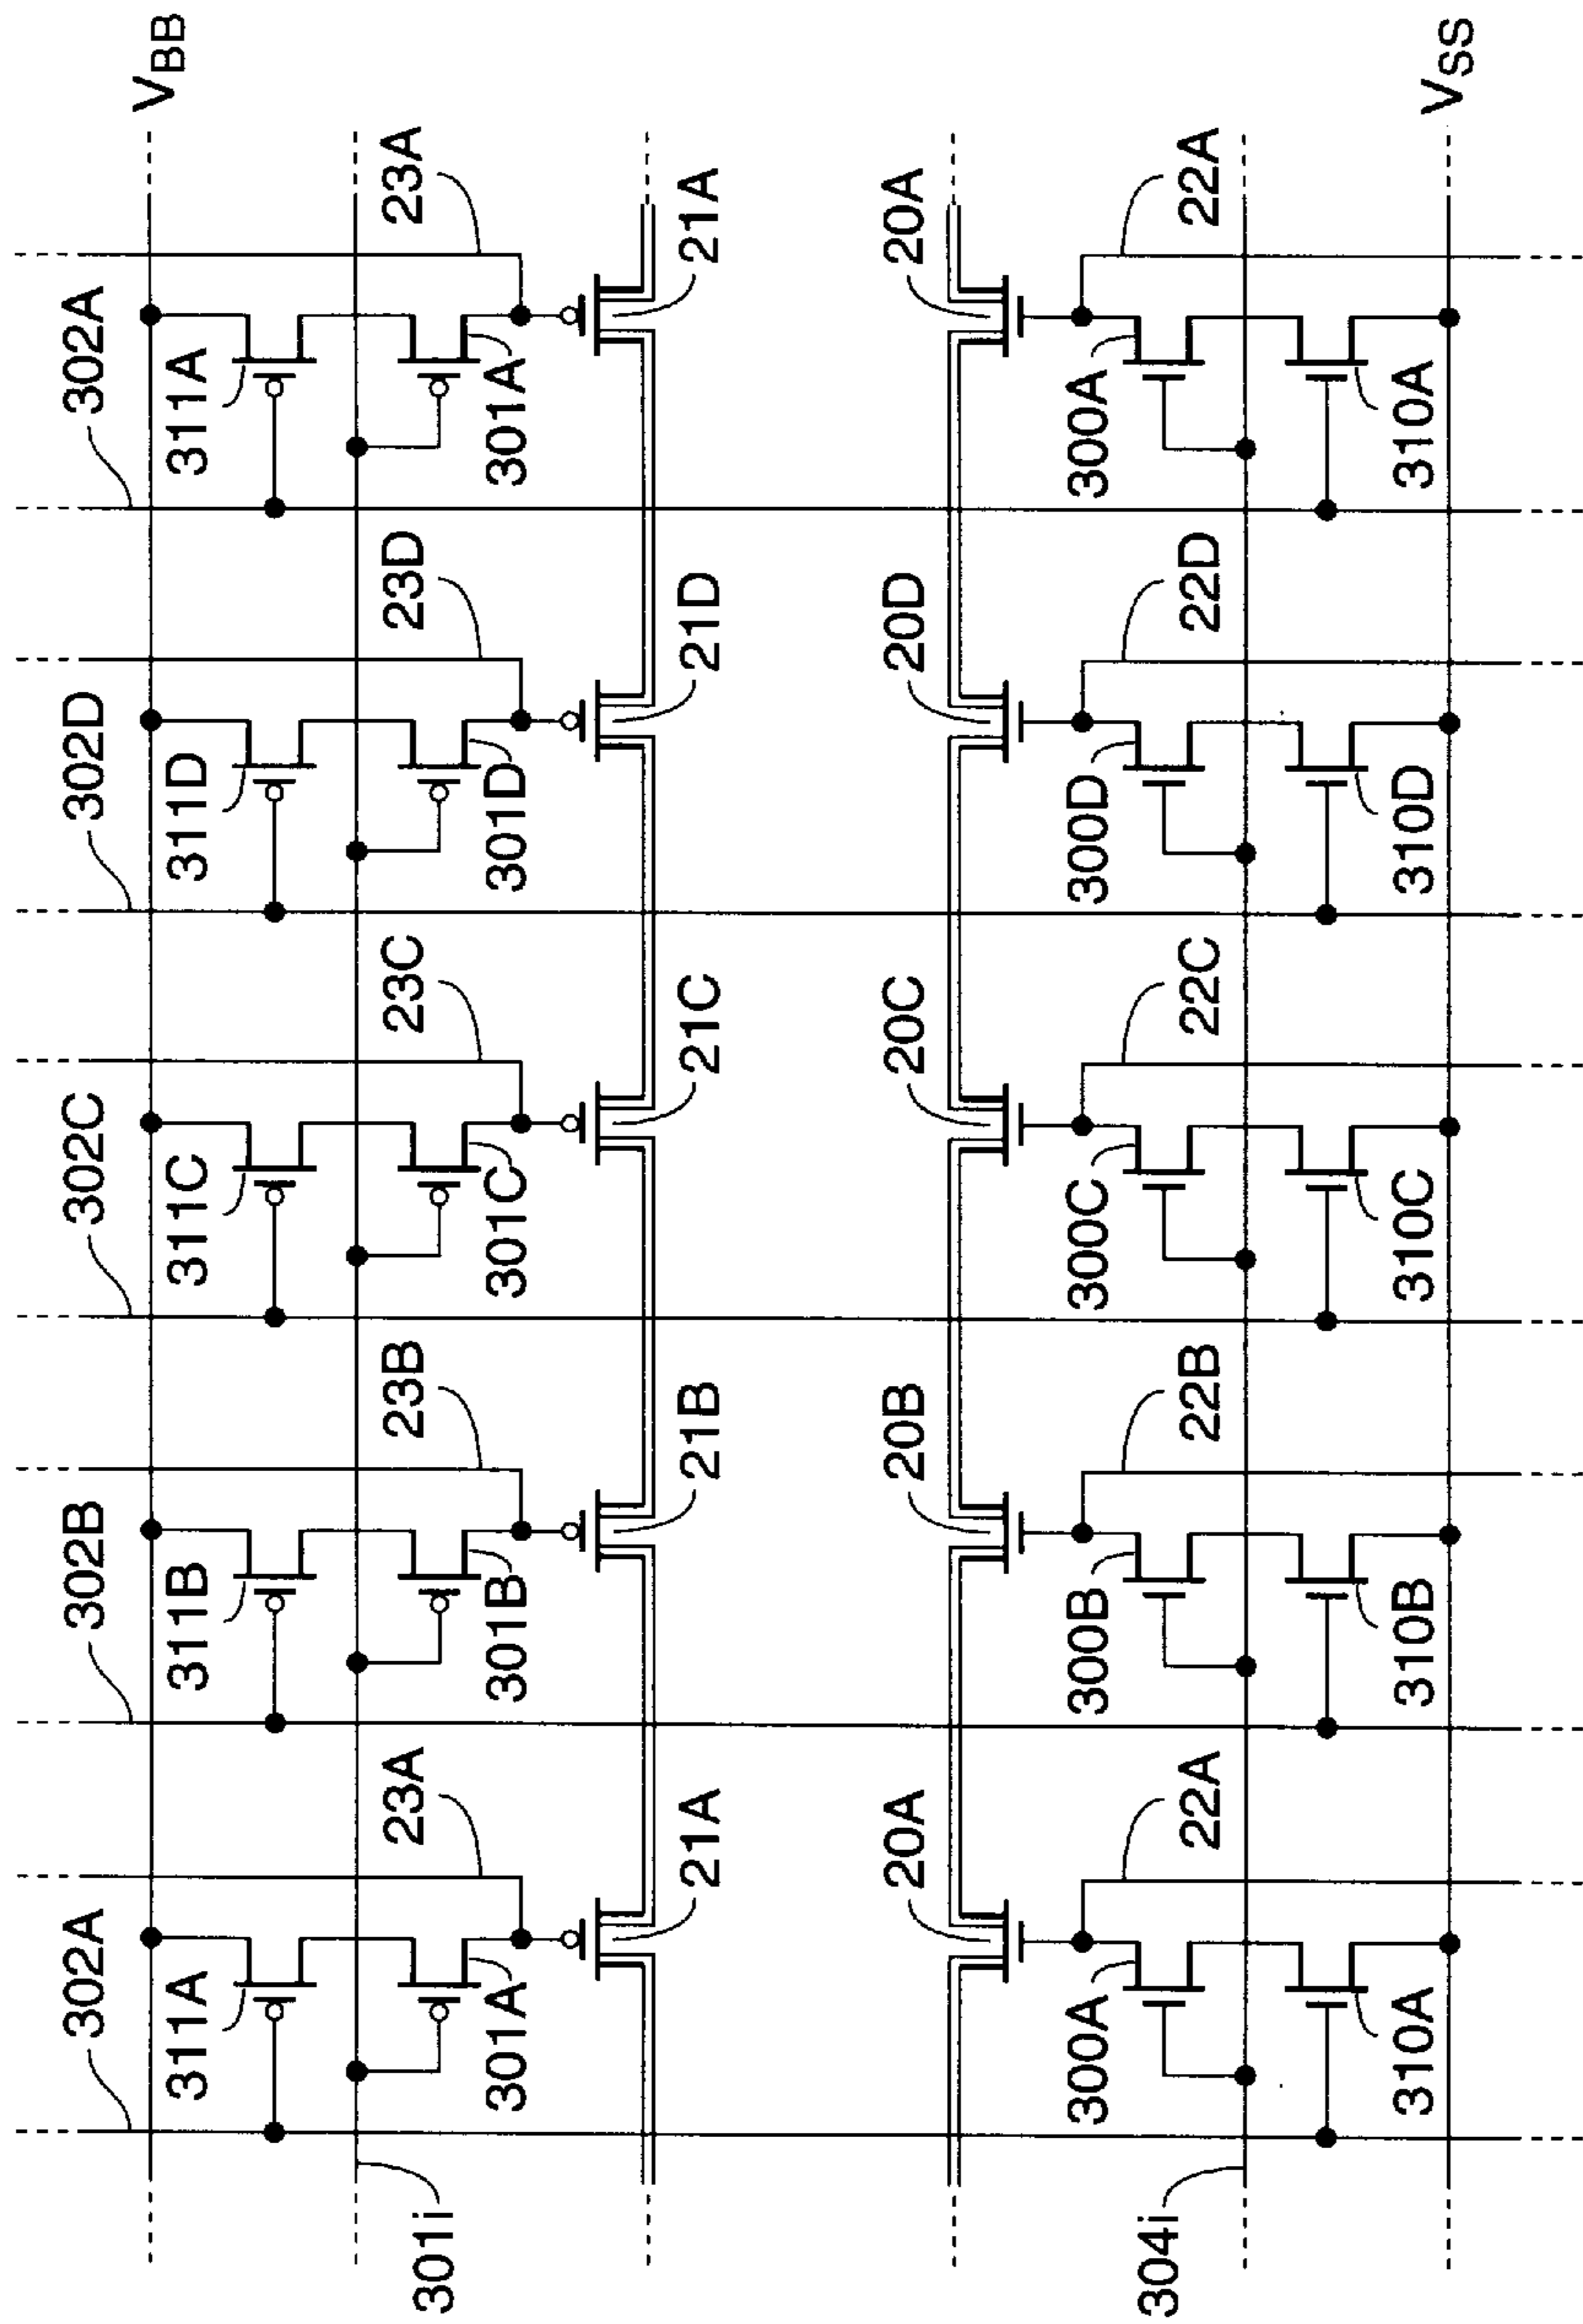 302A 302B 302C 302D 302A
V_BB
311A 311B 311C 311D 311A
23A 23B 23C 23D 23A
301i
301A 301B 301C 301D 301A
21A 21B 21C 21D 21A
20A 20B 20C 20D 20A
300A 300B 300C 300D 300A
22A 22B 22C 22D 22A
304i
310A 310B 310C 310D 310A
V_SS